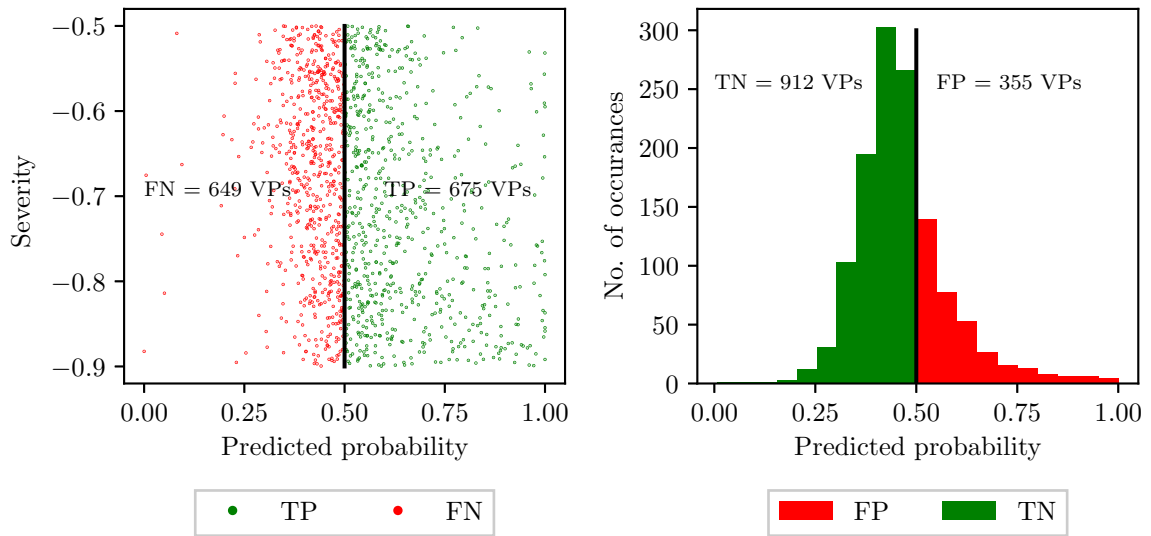 −0.5
−0.6
−0.7
−0.8
−0.9
Severity
FN = 649 VPs
TP = 675 VPs
0.00 0.25 0.50 0.75 1.00
Predicted probability
TP FN
300
250
200
150
100
50
0
No. of occurances
TN = 912 VPs
FP = 355 VPs
0.00 0.25 0.50 0.75 1.00
Predicted probability
FP TN